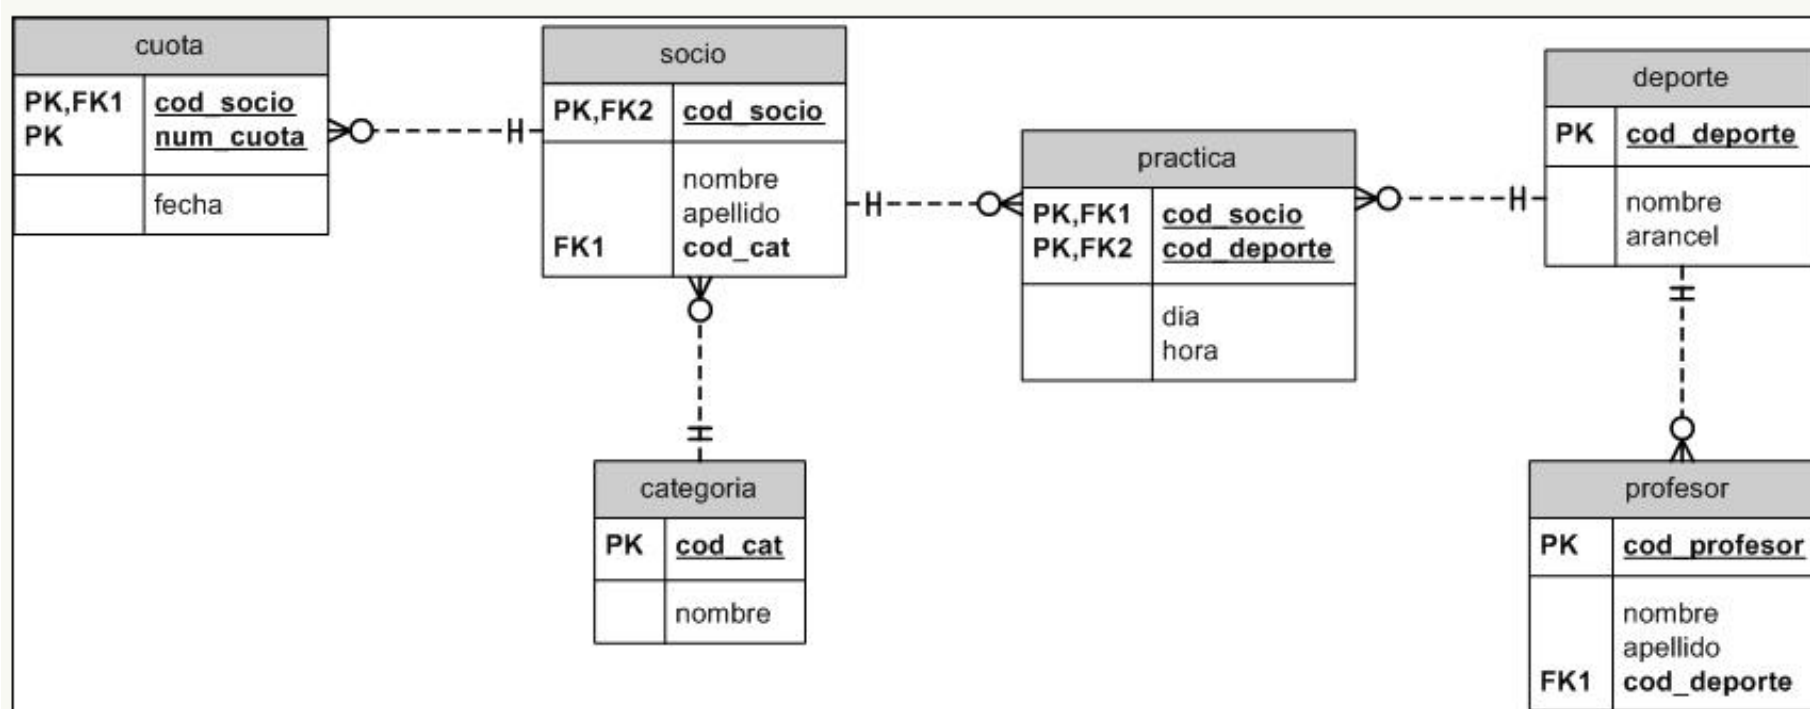 cuota
PK,FK1 cod_socio
PK num_cuota
fecha
socio
PK,FK2 cod_socio
nombre
apellido
FK1 cod_cat
practica
PK,FK1 cod_socio
PK,FK2 cod_deporte
dia
hora
deporte
PK cod_deporte
nombre
arancel
categoria
PK cod_cat
nombre
profesor
PK cod_profesor
nombre
apellido
FK1 cod_deporte